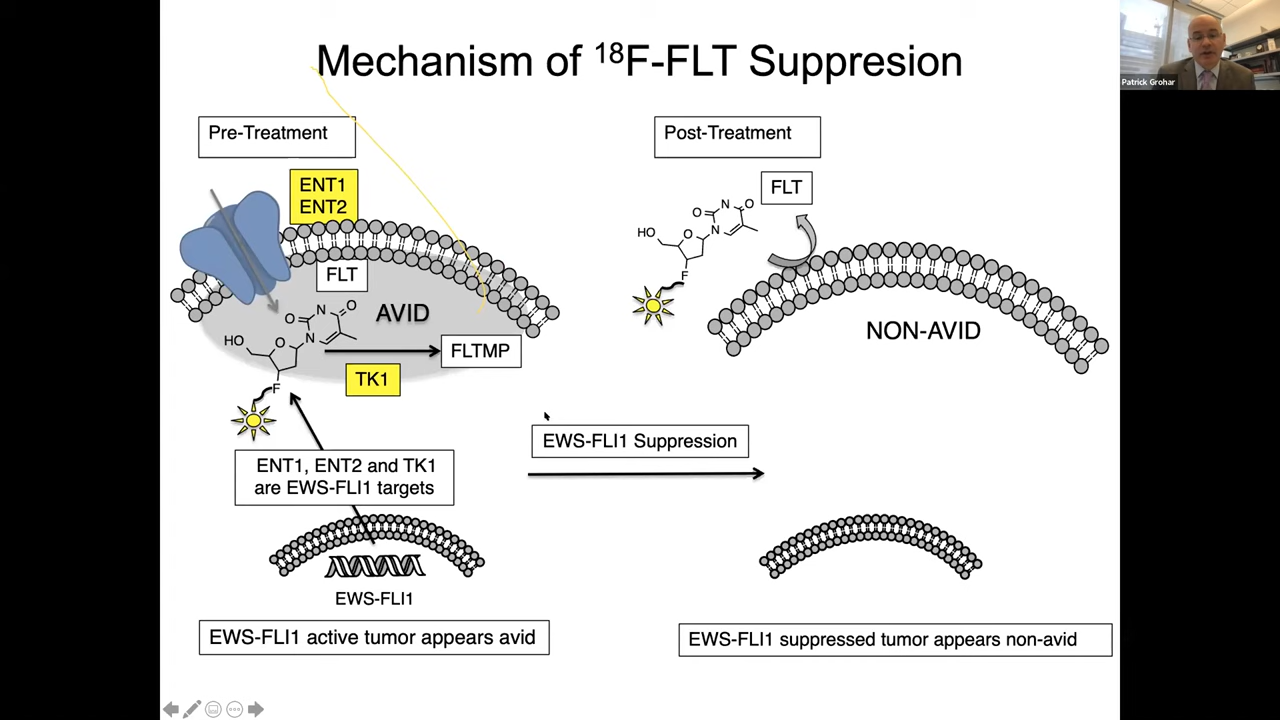 Mechanism of 18F-FLT Suppresion
Patrick Grohar
Pre-Treatment
ENT1
ENT2
FLT
AVID
HO
O
N
O
O
N
F
FLTMP
TK1
ENT1, ENT2 and TK1
are EWS-FLI1 targets
EWS-FLI1
EWS-FLI1 active tumor appears avid
EWS-FLI1 Suppression
Post-Treatment
FLT
HO
O
N
O
O
N
F
NON-AVID
EWS-FLI1 suppressed tumor appears non-avid